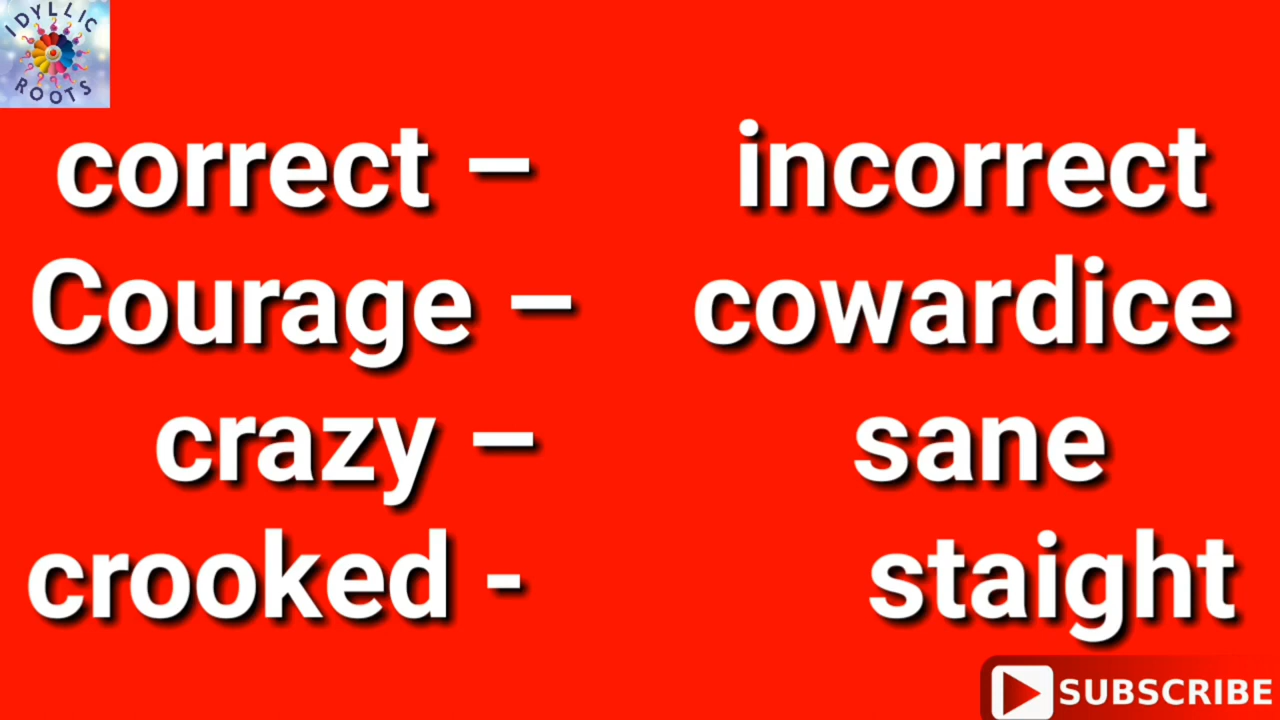 IDYLLIC
ROOTS
correct – incorrect
Courage – cowardice
crazy – sane
crooked - staight
SUBSCRIBE